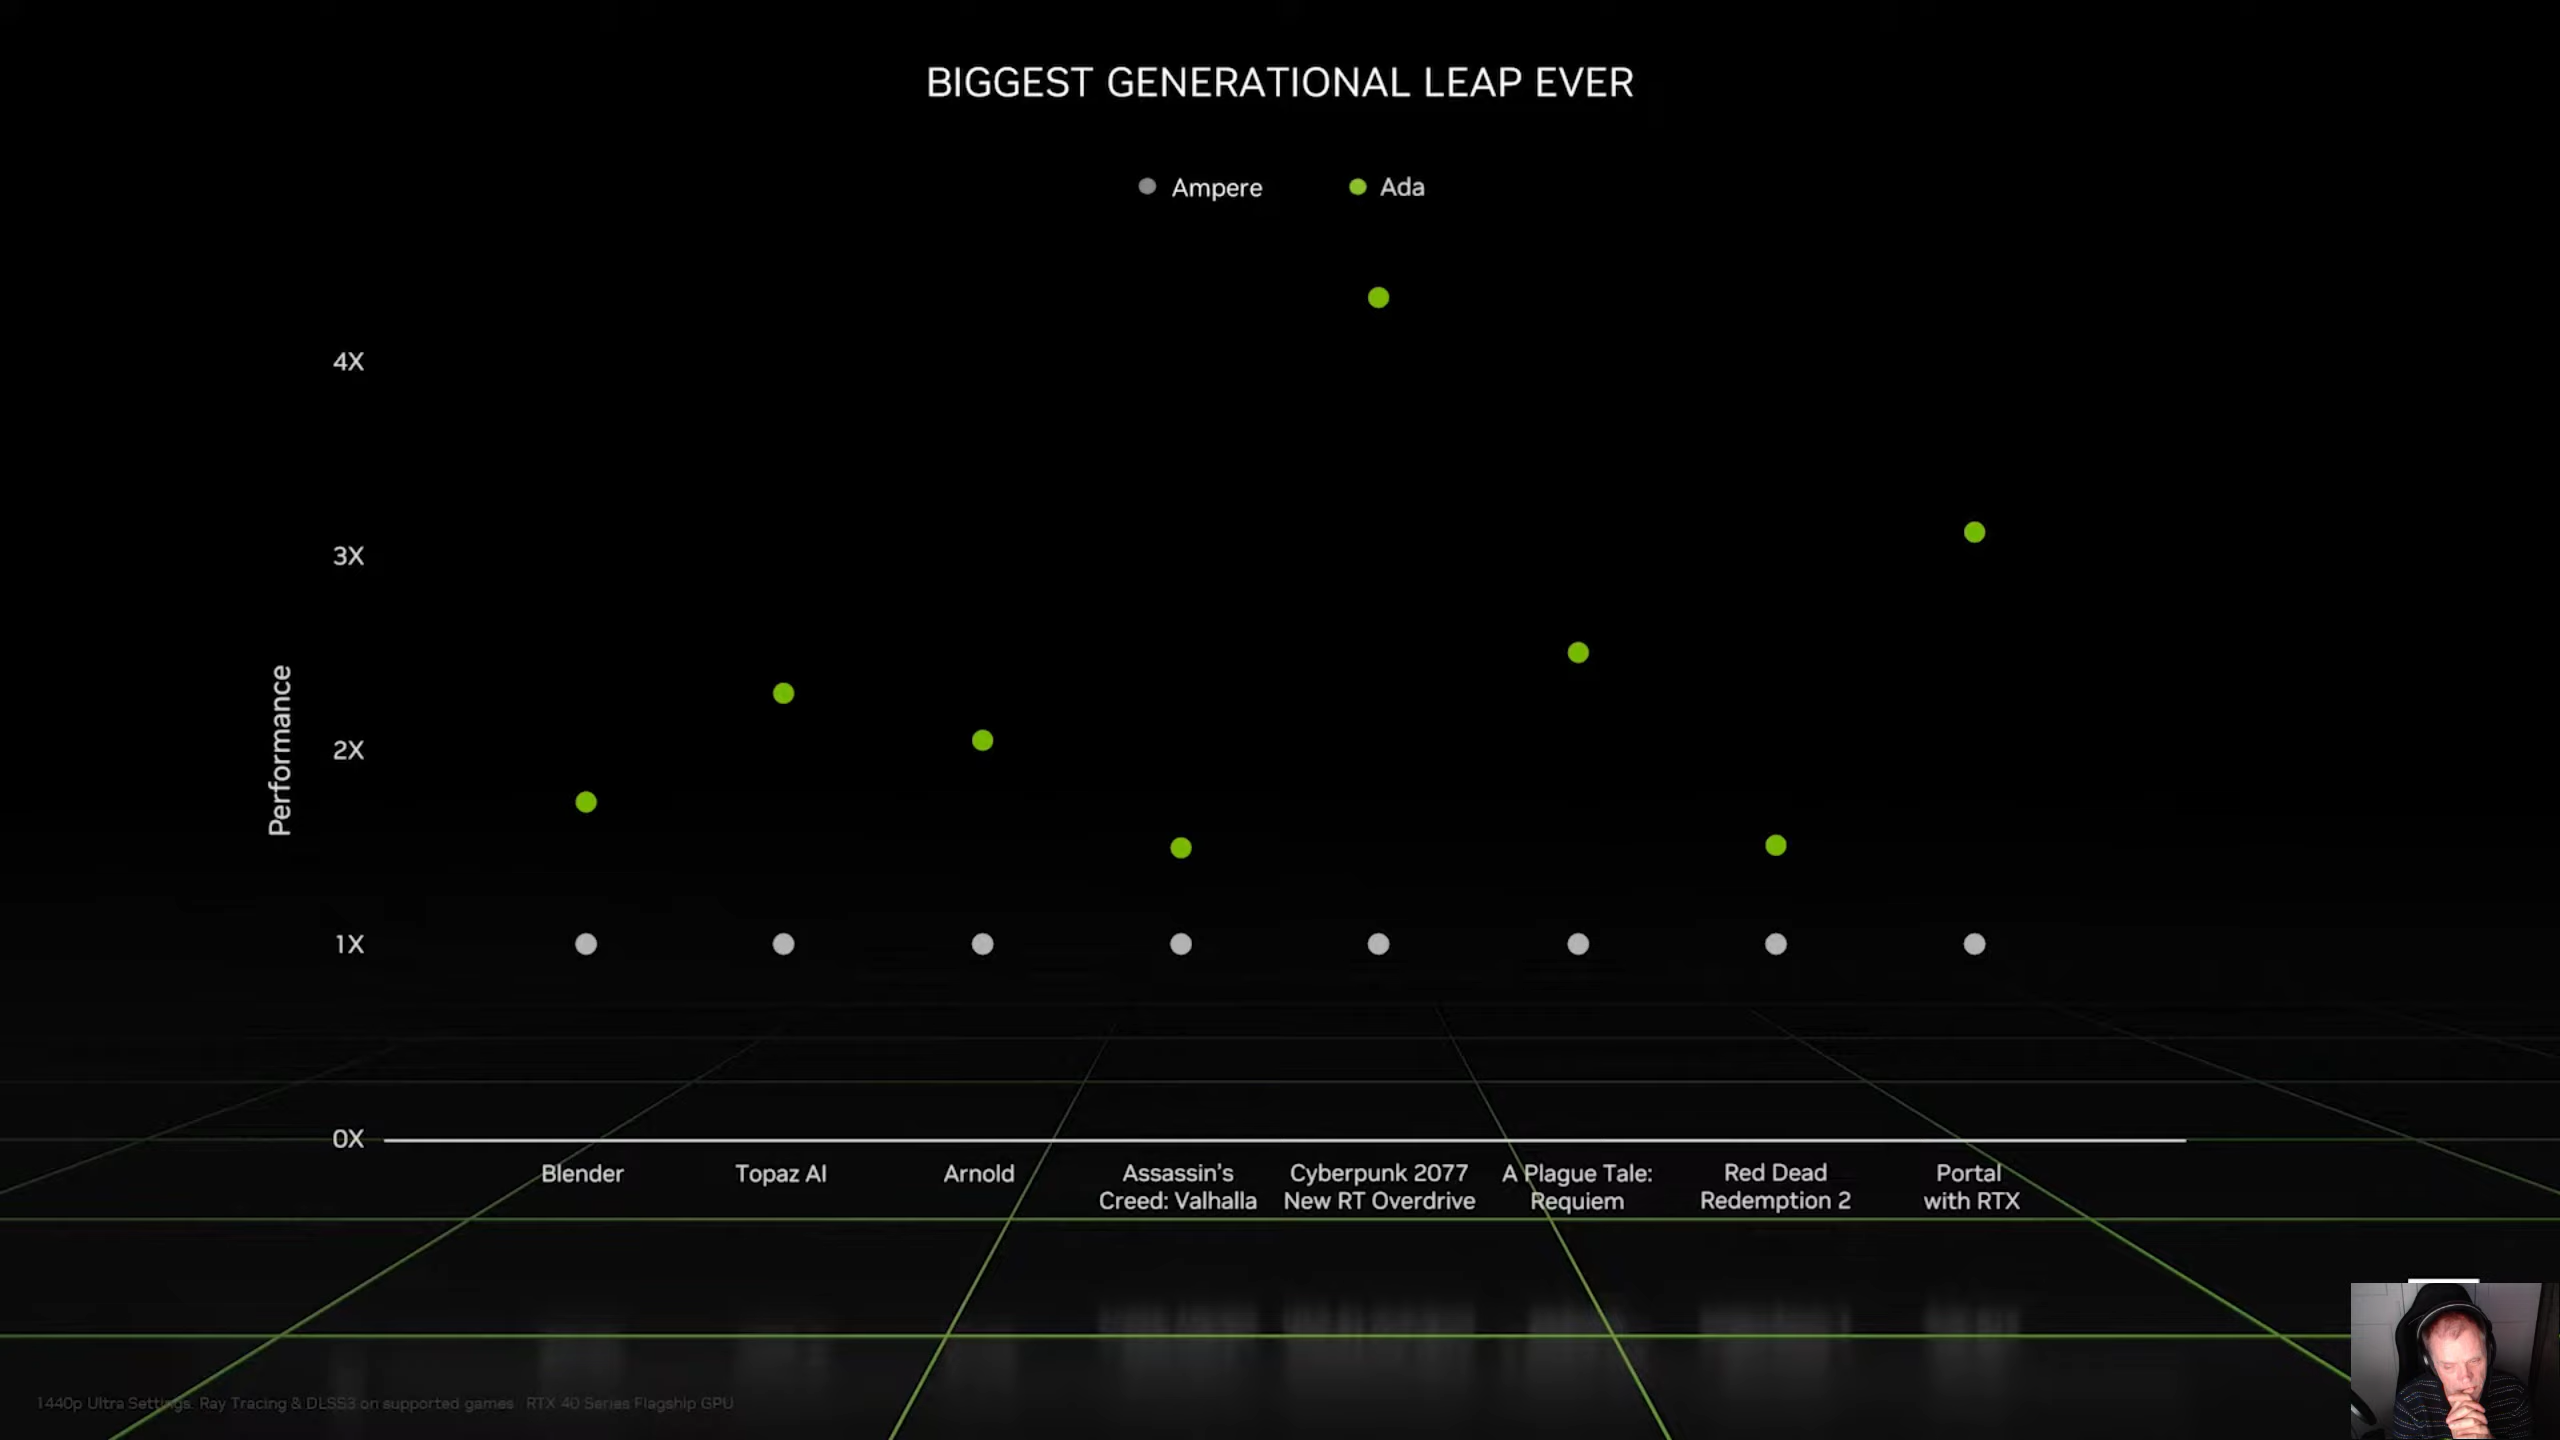 BIGGEST GENERATIONAL LEAP EVER
Ampere
Ada
4X
3X
2X
1X
0X
Performance
Blender
Topaz AI
Arnold
Assassin's
Creed: Valhalla
Cyberpunk 2077
New RT Overdrive
A Plague Tale:
Requiem
Red Dead
Redemption 2
Portal
with RTX
1440p Ultra Settings. Ray Tracing & DLSS3 on supported games RTX 40 Series Flagship GPU